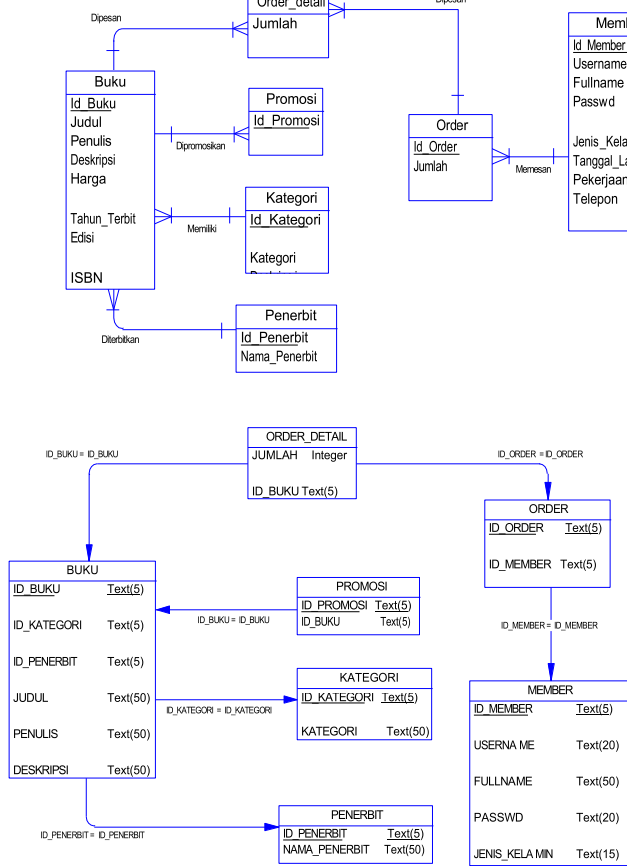 Dipesan
Order_detail
Jumlah
Dipesan
Buku
Id_Buku
Judul
Penulis
Deskripsi
Harga
Tahun_Terbit
Edisi
ISBN
Dipromosikan
Promosi
Id_Promosi
Memiliki
Kategori
Id_Kategori
Kategori
Diterbitkan
Penerbit
Id_Penerbit
Nama_Penerbit
Order
Id_Order
Jumlah
Memesan
Id_Member
Username
Fullname
Passwd
Jenis_Kela
Tanggal_La
Pekerjaan
Telepon
ORDER_DETAIL
JUMLAH Integer
ID_BUKU Text(5)
ID_BUKU = ID_BUKU
ID_ORDER = ID_ORDER
ORDER
ID_ORDER Text(5)
ID_MEMBER Text(5)
BUKU
ID_BUKU Text(5)
ID_KATEGORI Text(5)
ID_PENERBIT Text(5)
JUDUL Text(50)
PENULIS Text(50)
DESKRIPSI Text(50)
PROMOSI
ID_PROMOSI Text(5)
ID_BUKU Text(5)
ID_BUKU = ID_BUKU
ID_MEMBER = ID_MEMBER
KATEGORI
ID_KATEGORI Text(5)
KATEGORI Text(50)
ID_KATEGORI = ID_KATEGORI
MEMBER
ID_MEMBER Text(5)
USERNA ME Text(20)
FULLNAME Text(50)
PASSWD Text(20)
JENIS_KELA MIN Text(15)
PENERBIT
ID_PENERBIT Text(5)
NAMA_PENERBIT Text(50)
ID_PENERBIT = ID_PENERBIT